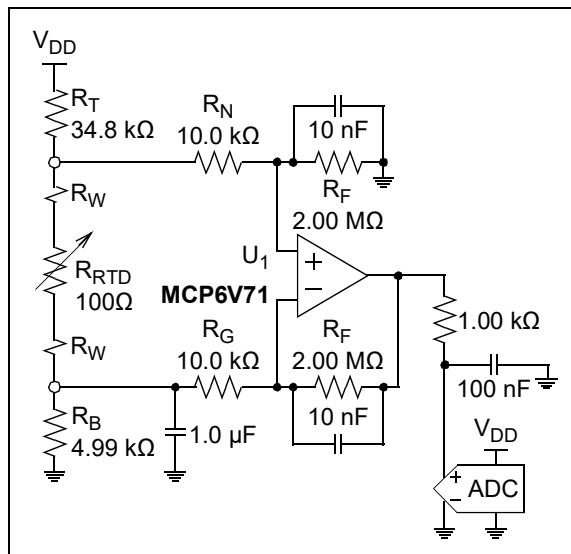 VDD
RT
34.8 kΩ
RN
10.0 kΩ
10 nF
RF
2.00 MΩ
RW
RRTD
100Ω
U1
+
−
MCP6V71
RW
RG
10.0 kΩ
RF
2.00 MΩ
10 nF
1.00 kΩ
100 nF
RB
4.99 kΩ
1.0 µF
VDD
+
−
ADC